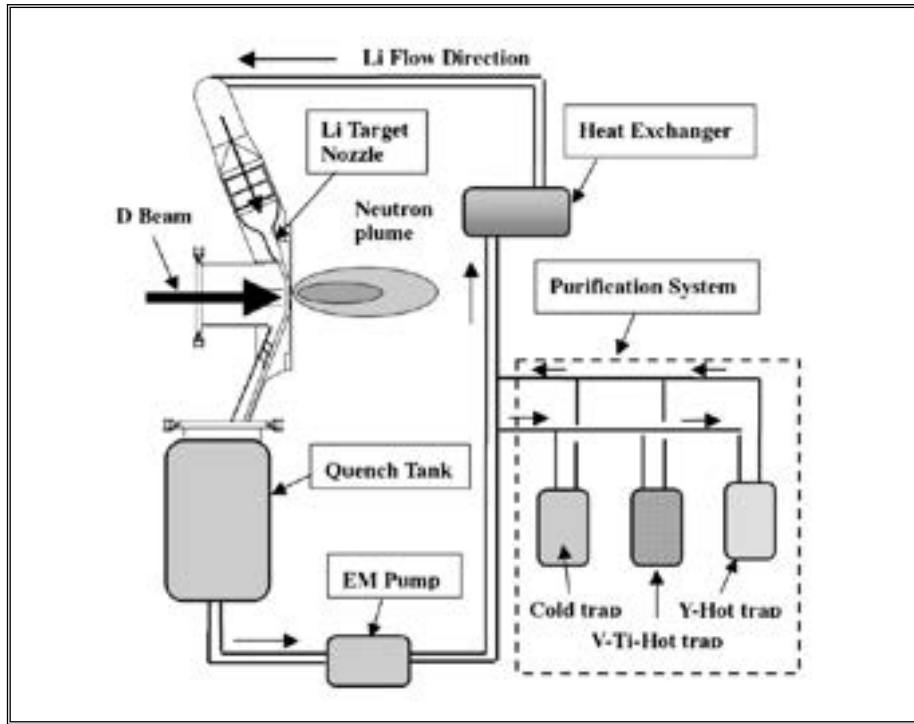 Li Flow Direction
Li Target
Nozzle
Heat Exchanger
D Beam
Neutron
plume
Purification System
Quench Tank
EM Pump
Cold trap
V-Ti-Hot trap
Y-Hot trap